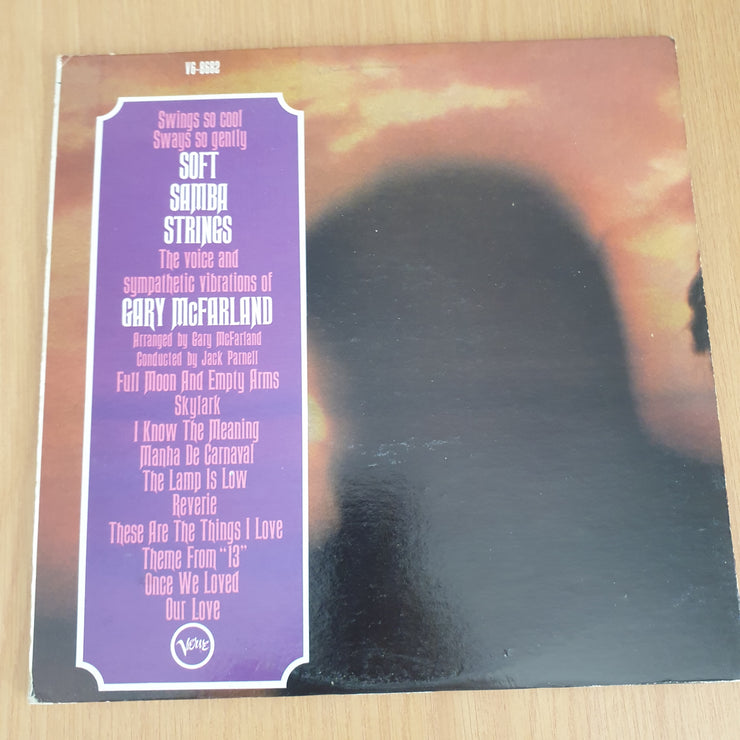 V6-8682
Swings so cool
Sways so gently
SOFT
SAMBA
STRINGS
The voice and
sympathetic vibrations of
GARY McFARLAND
Arranged by Gary McFarland
Conducted by Jack Parnell
Full Moon And Empty Arms
Skylark
I Know The Meaning
Manha De Carnaval
The Lamp Is Low
Reverie
These Are The Things I Love
Theme From "13"
Once We Loved
Our Love
Verve